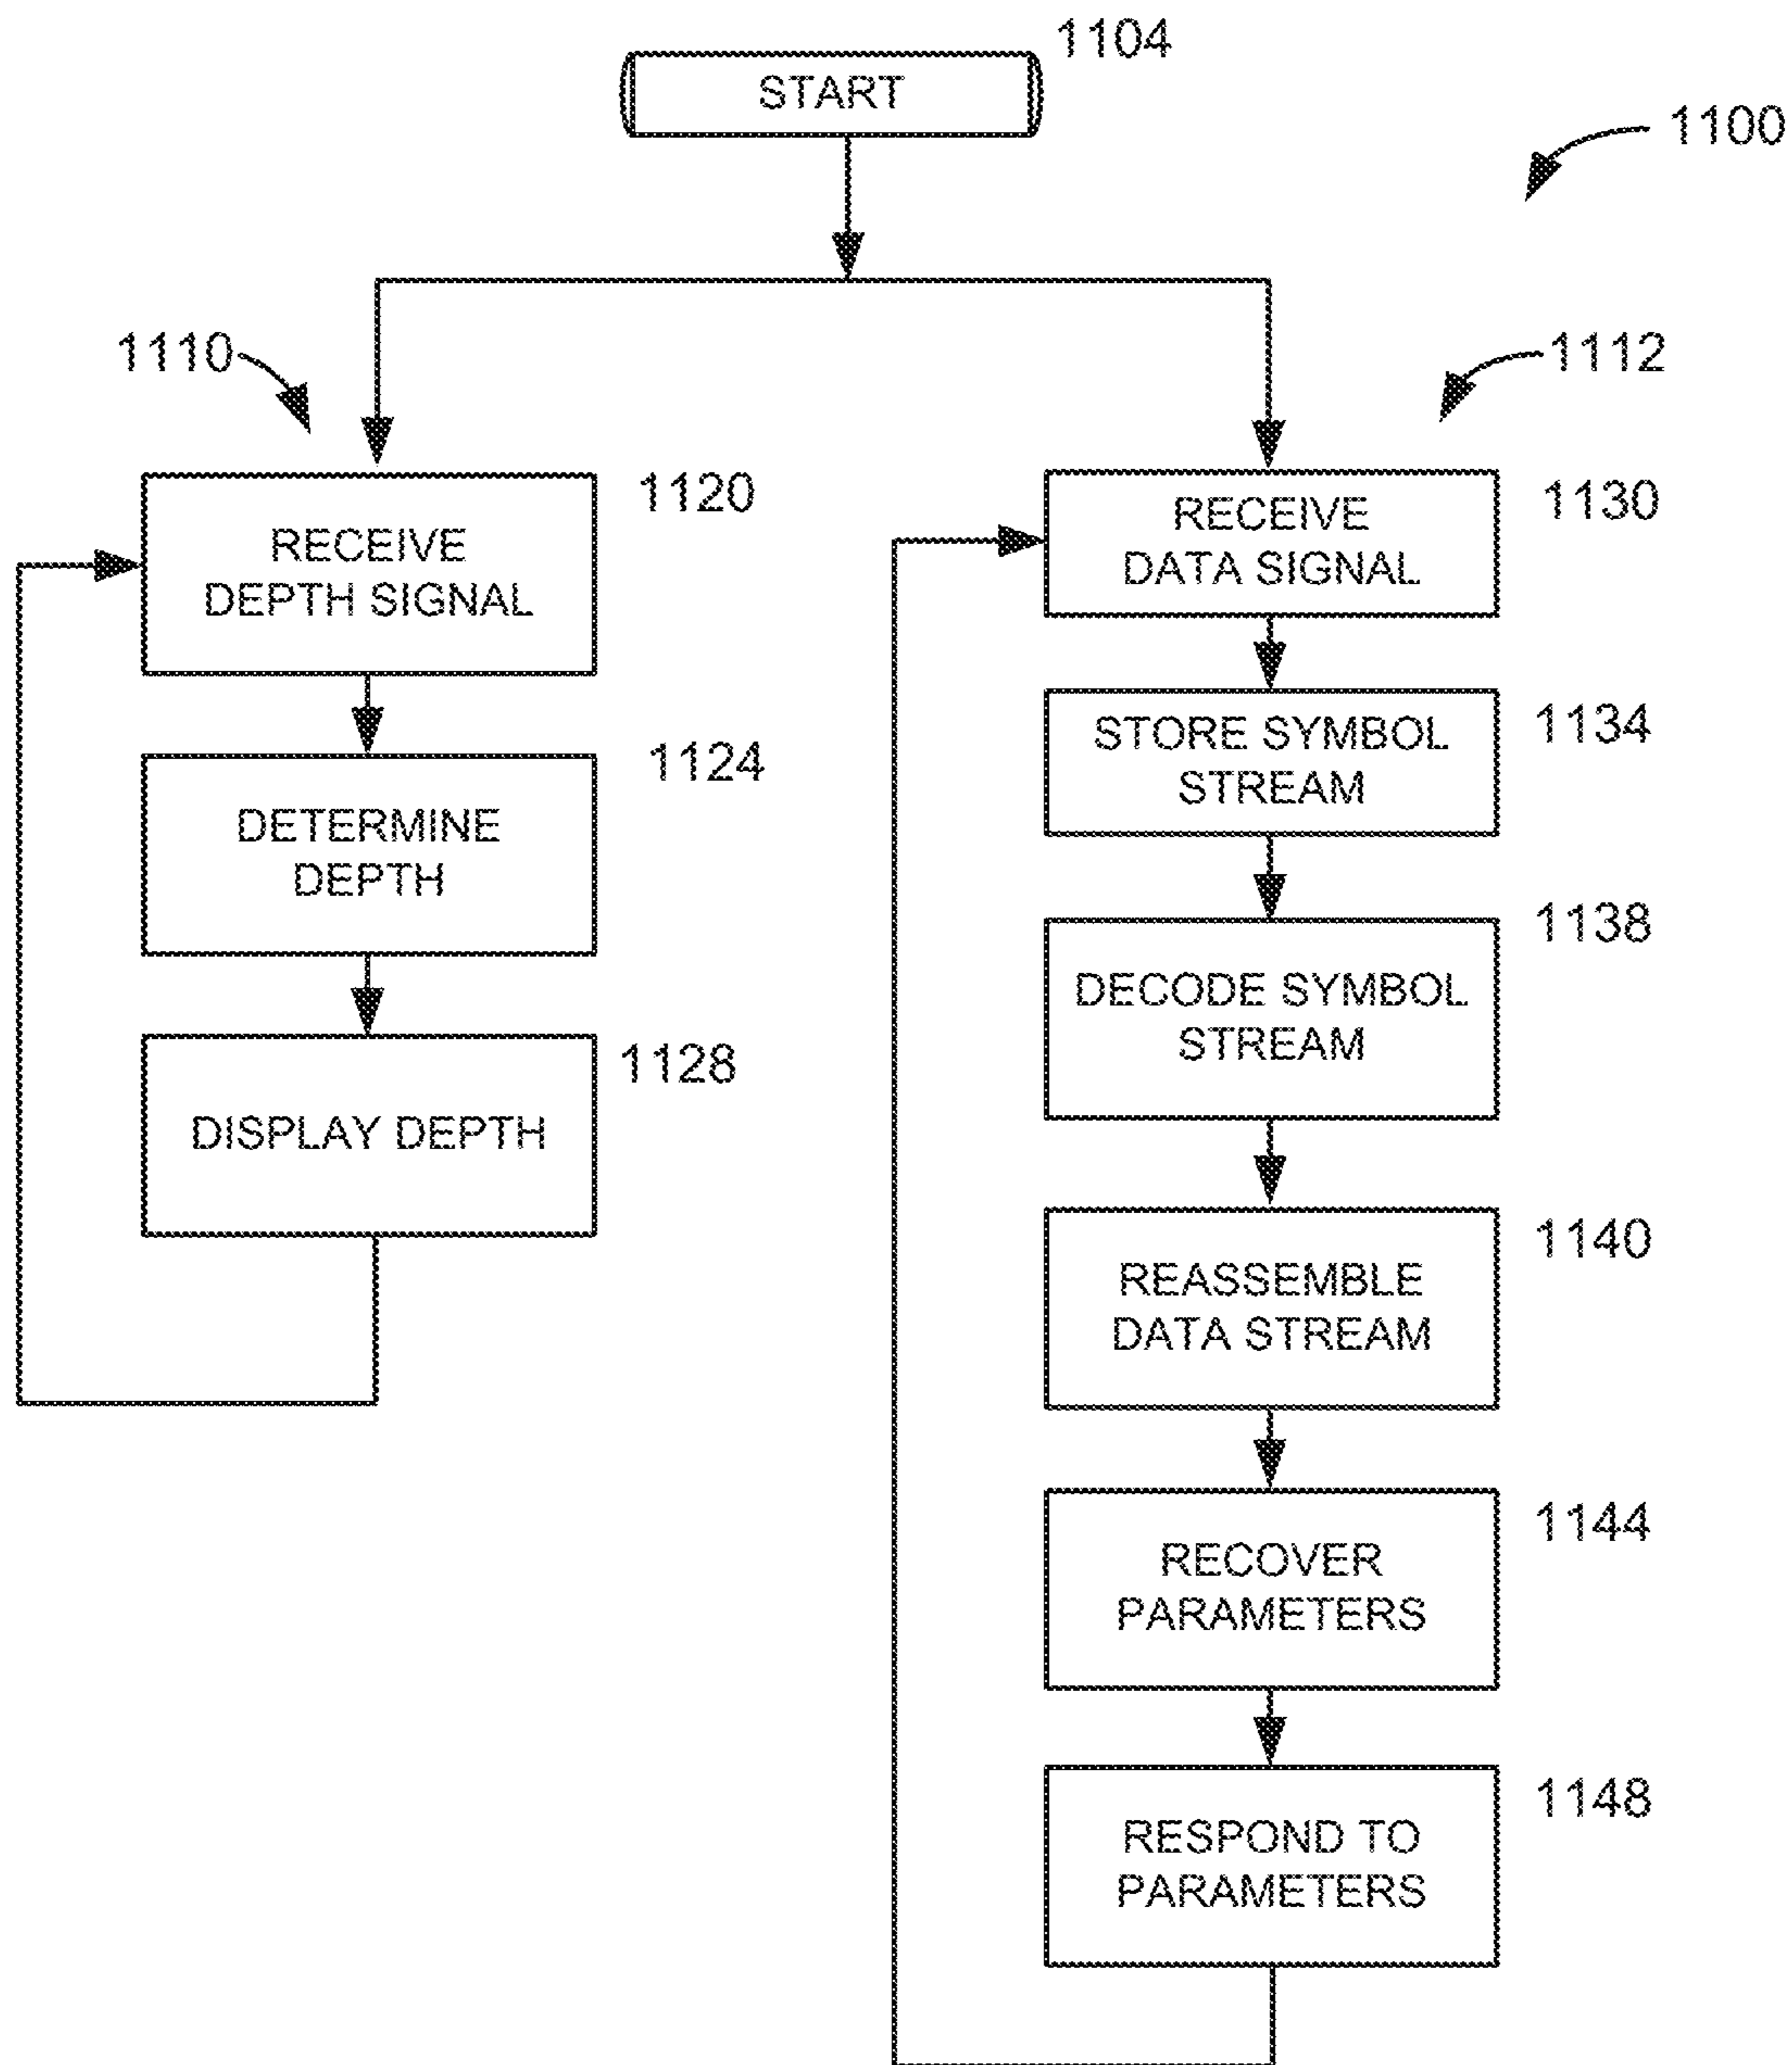 1104
START
1100
1110
1112
1120
RECEIVE
DEPTH SIGNAL
1124
DETERMINE
DEPTH
1128
DISPLAY DEPTH
1130
RECEIVE
DATA SIGNAL
1134
STORE SYMBOL
STREAM
1138
DECODE SYMBOL
STREAM
1140
REASSEMBLE
DATA STREAM
1144
RECOVER
PARAMETERS
1148
RESPOND TO
PARAMETERS